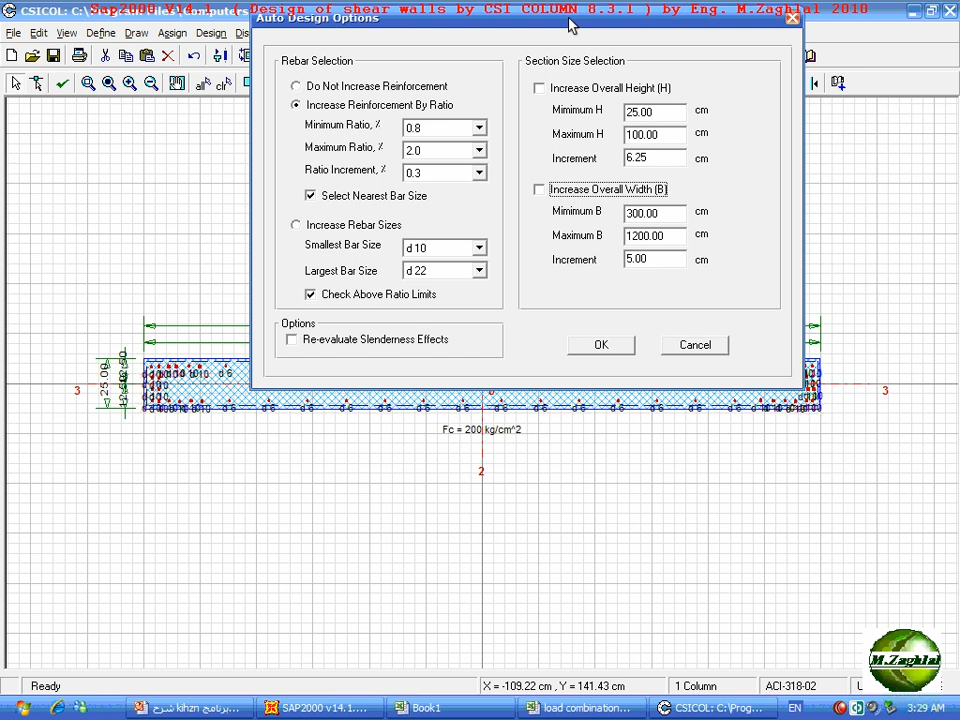 Sap2000 V14.1 ( Design of shear walls by CSI COLUMN 8.3.1 ) by Eng. M.Zaghlal 2010
Auto Design Options
File Edit View Define Draw Assign Design
Rebar Selection
Do Not Increase Reinforcement
Increase Reinforcement By Ratio
Minimum Ratio, % 0.8
Maximum Ratio, % 2.0
Ratio Increment, % 0.3
Select Nearest Bar Size
Increase Rebar Sizes
Smallest Bar Size d 10
Largest Bar Size d 22
Check Above Ratio Limits
Options
Re-evaluate Slenderness Effects
Section Size Selection
Increase Overall Height (H)
Mimimum H 25.00 cm
Maximum H 100.00 cm
Increment 6.25 cm
Increase Overall Width (B)
Mimimum B 300.00 cm
Maximum B 1200.00 cm
Increment 5.00 cm
OK Cancel
25.00
3 3
Fc = 200 kg/cm^2
2
M.Zaghlal
Ready X = -109.22 cm , Y = 141.43 cm 1 Column ACI-318-02
برنامج kihzn شرح... SAP2000 v14.1.... Book1 load combination... CSICOL: C:\Prog... EN 3:29 AM